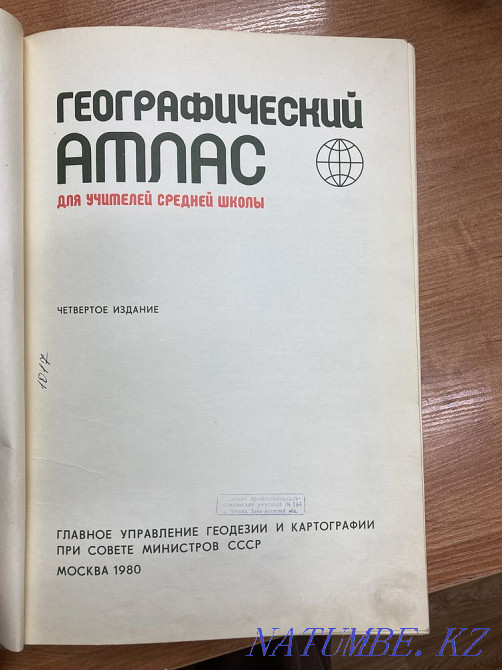 ГЕОГРАФИЧЕСКИЙ
АТЛАС
ДЛЯ УЧИТЕЛЕЙ СРЕДНЕЙ ШКОЛЫ
ЧЕТВЕРТОЕ ИЗДАНИЕ
1017
ГЛАВНОЕ УПРАВЛЕНИЕ ГЕОДЕЗИИ И КАРТОГРАФИИ
ПРИ СОВЕТЕ МИНИСТРОВ СССР
МОСКВА 1980
NATUMBE.KZ